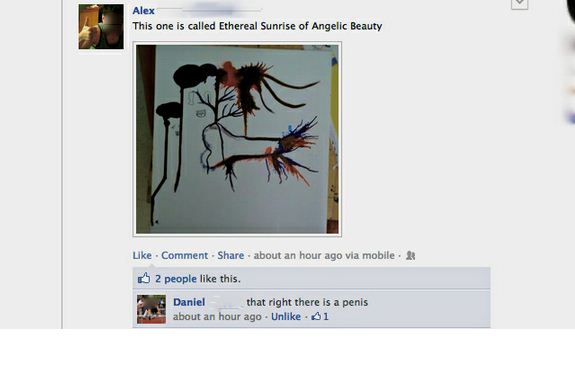 Alex
This one is called Ethereal Sunrise of Angelic Beauty
Like · Comment · Share · about an hour ago via mobile ·
2 people like this.
Daniel that right there is a penis
about an hour ago · Unlike · 1